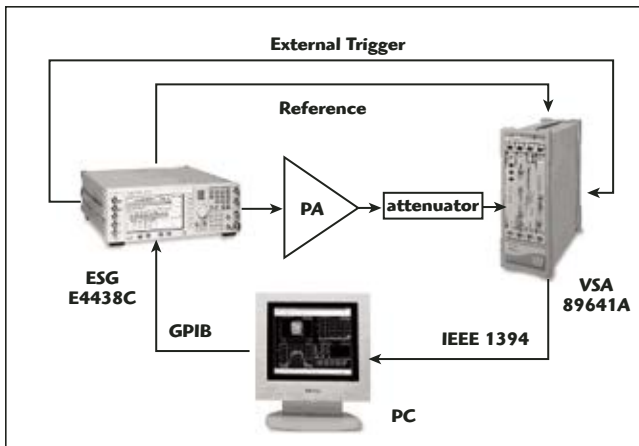 External Trigger
Reference
PA
attenuator
ESG
E4438C
VSA
89641A
GPIB
IEEE 1394
PC